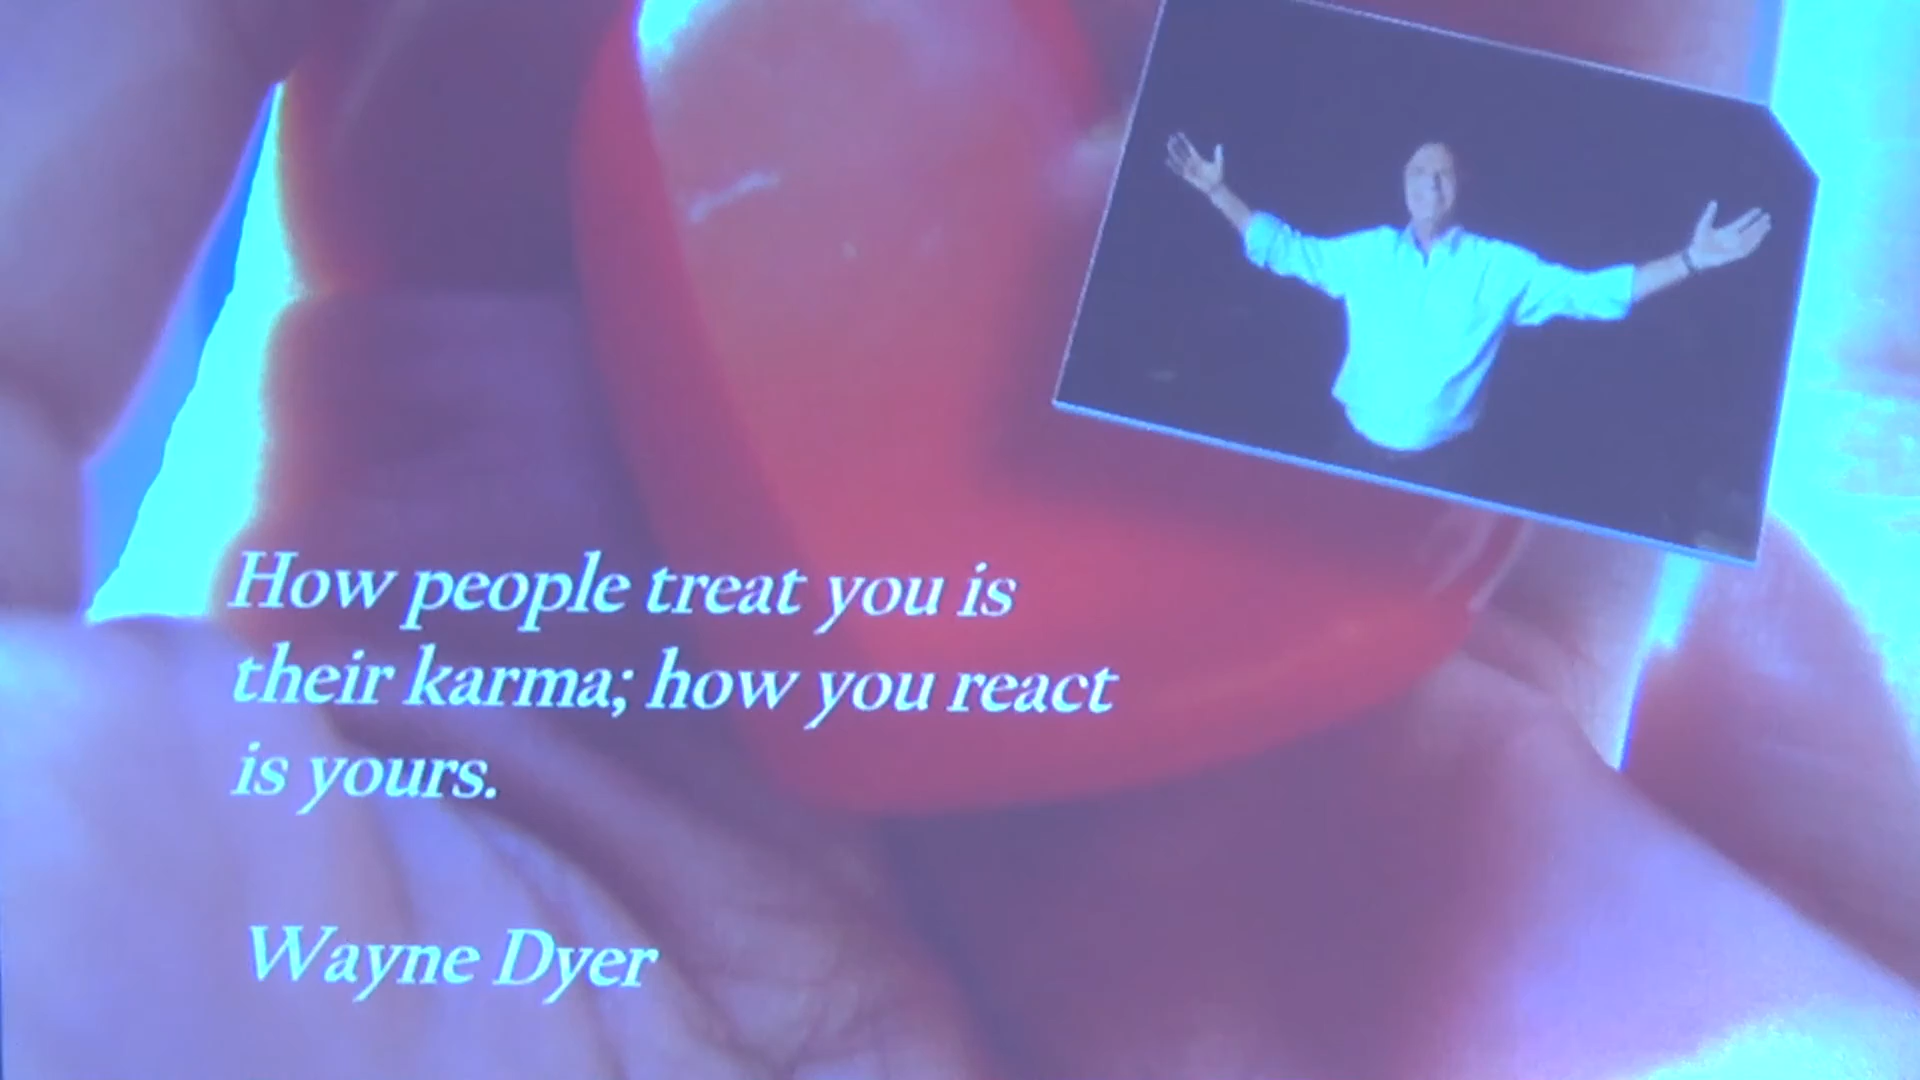 How people treat you is
their karma; how you react
is yours.
Wayne Dyer